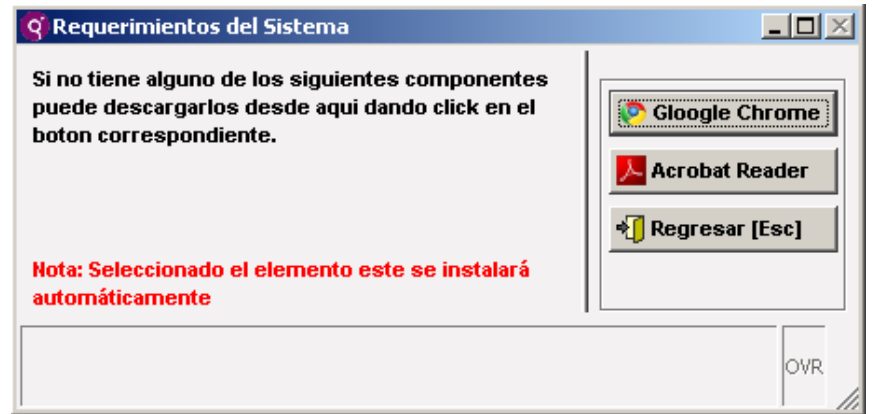 Requerimientos del Sistema
Si no tiene alguno de los siguientes componentes
puede descargarlos desde aqui dando click en el
boton correspondiente.
Nota: Seleccionado el elemento este se instalará
automáticamente
Gloogle Chrome
Acrobat Reader
Regresar [Esc]
OVR